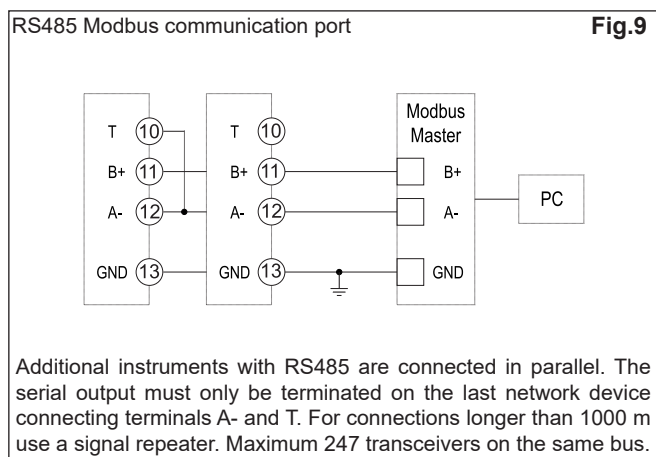 RS485 Modbus communication port Fig.9
Modbus
Master
T 10 T 10
B+ 11 B+ 11 B+
A- 12 A- 12 A- PC
GND 13 GND 13 GND
Additional instruments with RS485 are connected in parallel. The
serial output must only be terminated on the last network device
connecting terminals A- and T. For connections longer than 1000 m
use a signal repeater. Maximum 247 transceivers on the same bus.